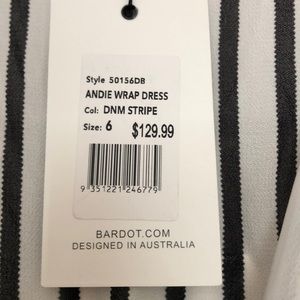 Style 50156DB
ANDIE WRAP DRESS
Col: DNM STRIPE
Size: 6 $129.99
9 351221 246779
BARDOT.COM
DESIGNED IN AUSTRALIA